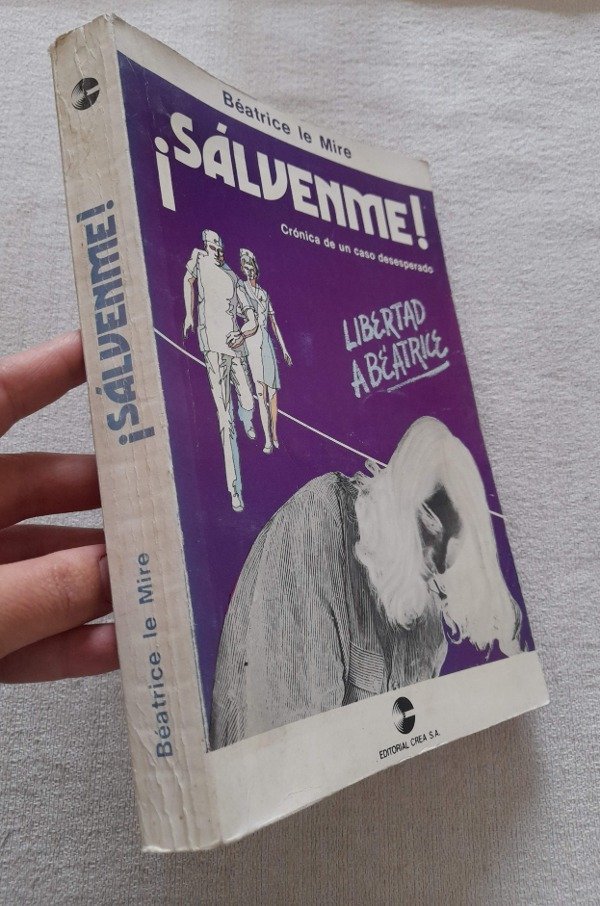 Béatrice le Mire
¡SÁLVENME!
Crónica de un caso desesperado
LIBERTAD
A BEATRICE
EDITORIAL CREA S.A.
¡SÁLVENME!
Béatrice le Mire